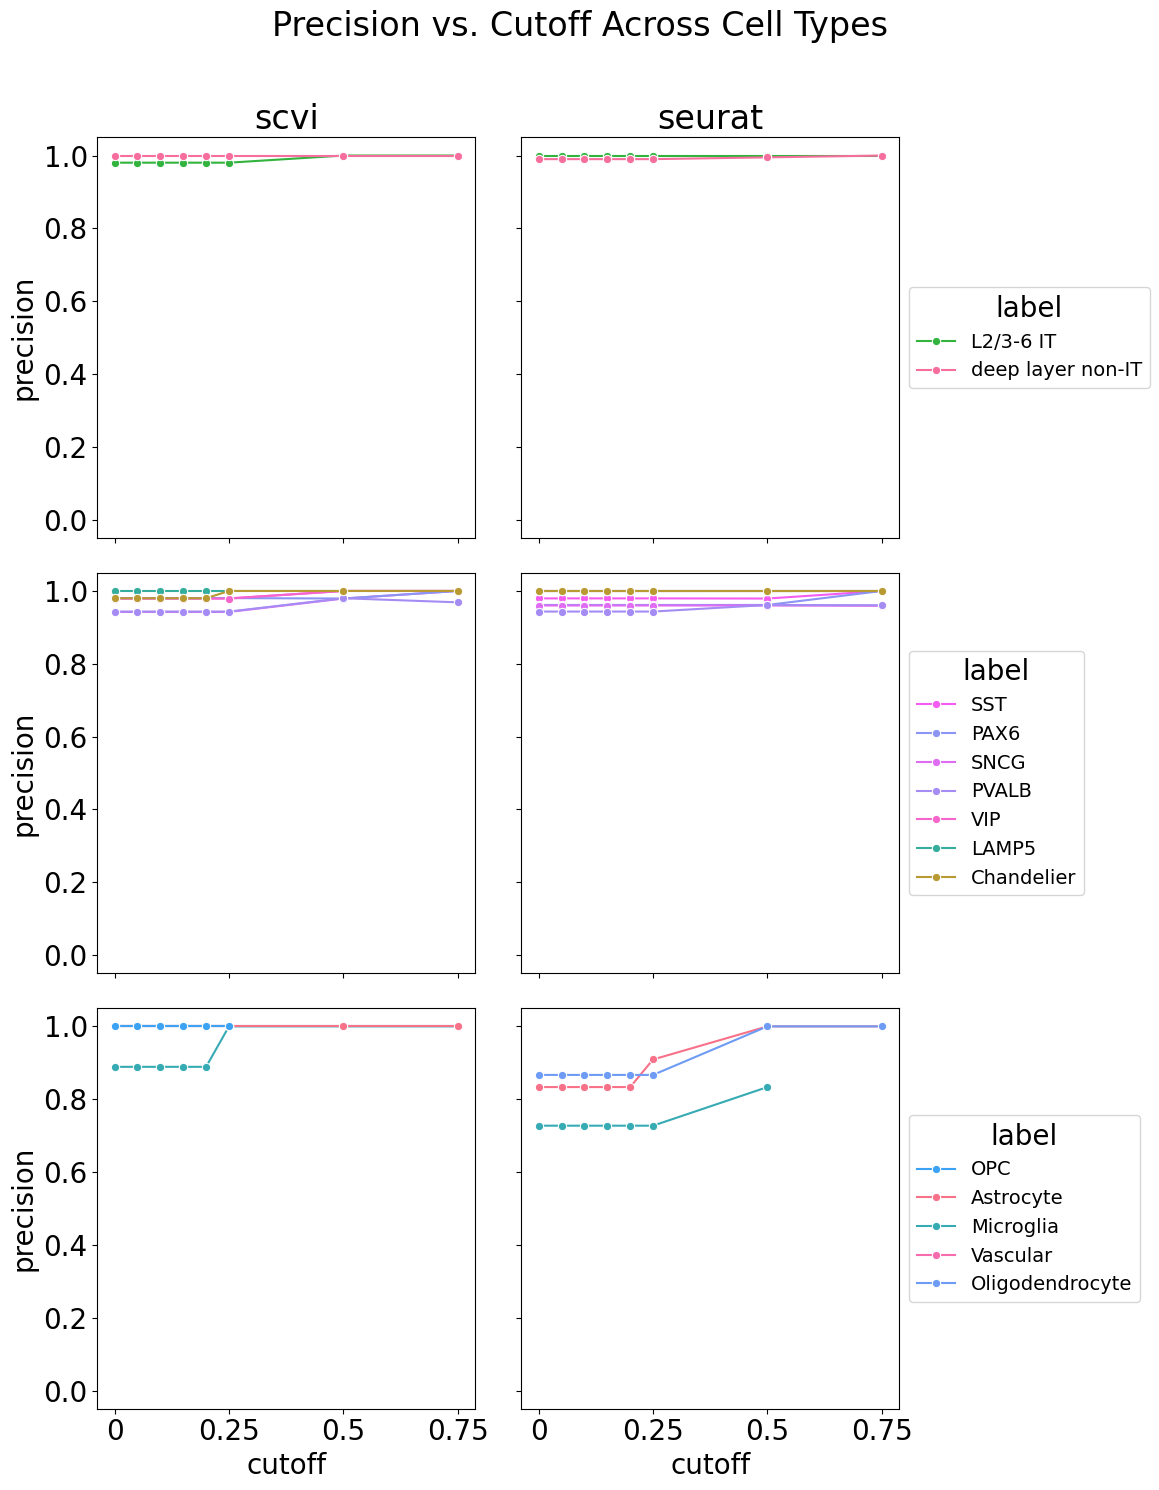 Precision vs. Cutoff Across Cell Types
scvi
seurat
precision
1.0
0.8
0.6
0.4
0.2
0.0
label
L2/3-6 IT
deep layer non-IT
precision
1.0
0.8
0.6
0.4
0.2
0.0
label
SST
PAX6
SNCG
PVALB
VIP
LAMP5
Chandelier
precision
1.0
0.8
0.6
0.4
0.2
0.0
label
OPC
Astrocyte
Microglia
Vascular
Oligodendrocyte
0 0.25 0.5 0.75
cutoff
0 0.25 0.5 0.75
cutoff